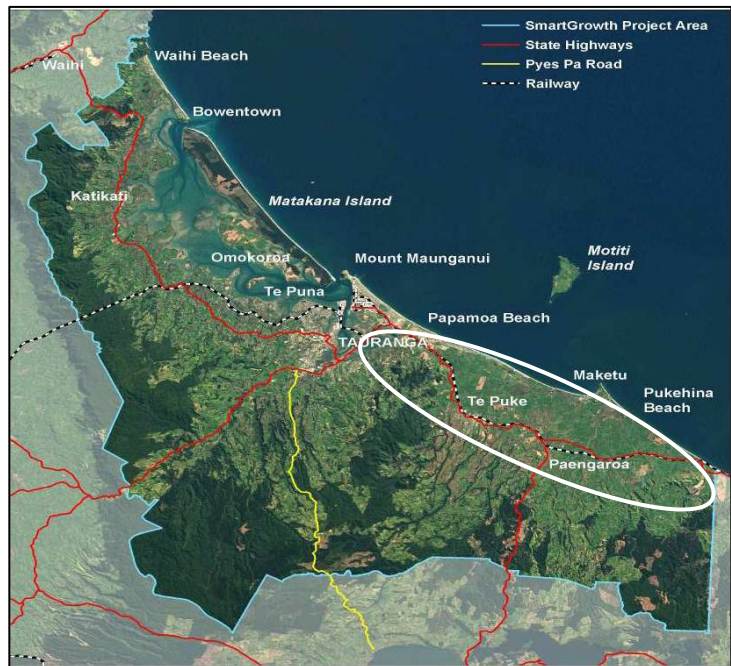 SmartGrowth Project Area
State Highways
Pyes Pa Road
Railway
Waihi Beach
Waihi
Bowentown
Katikati
Matakana Island
Omokoroa
Mount Maunganui
Motiti
Island
Te Puna
Papamoa Beach
TAURANGA
Maketu
Pukehina
Beach
Te Puke
Paengaroa